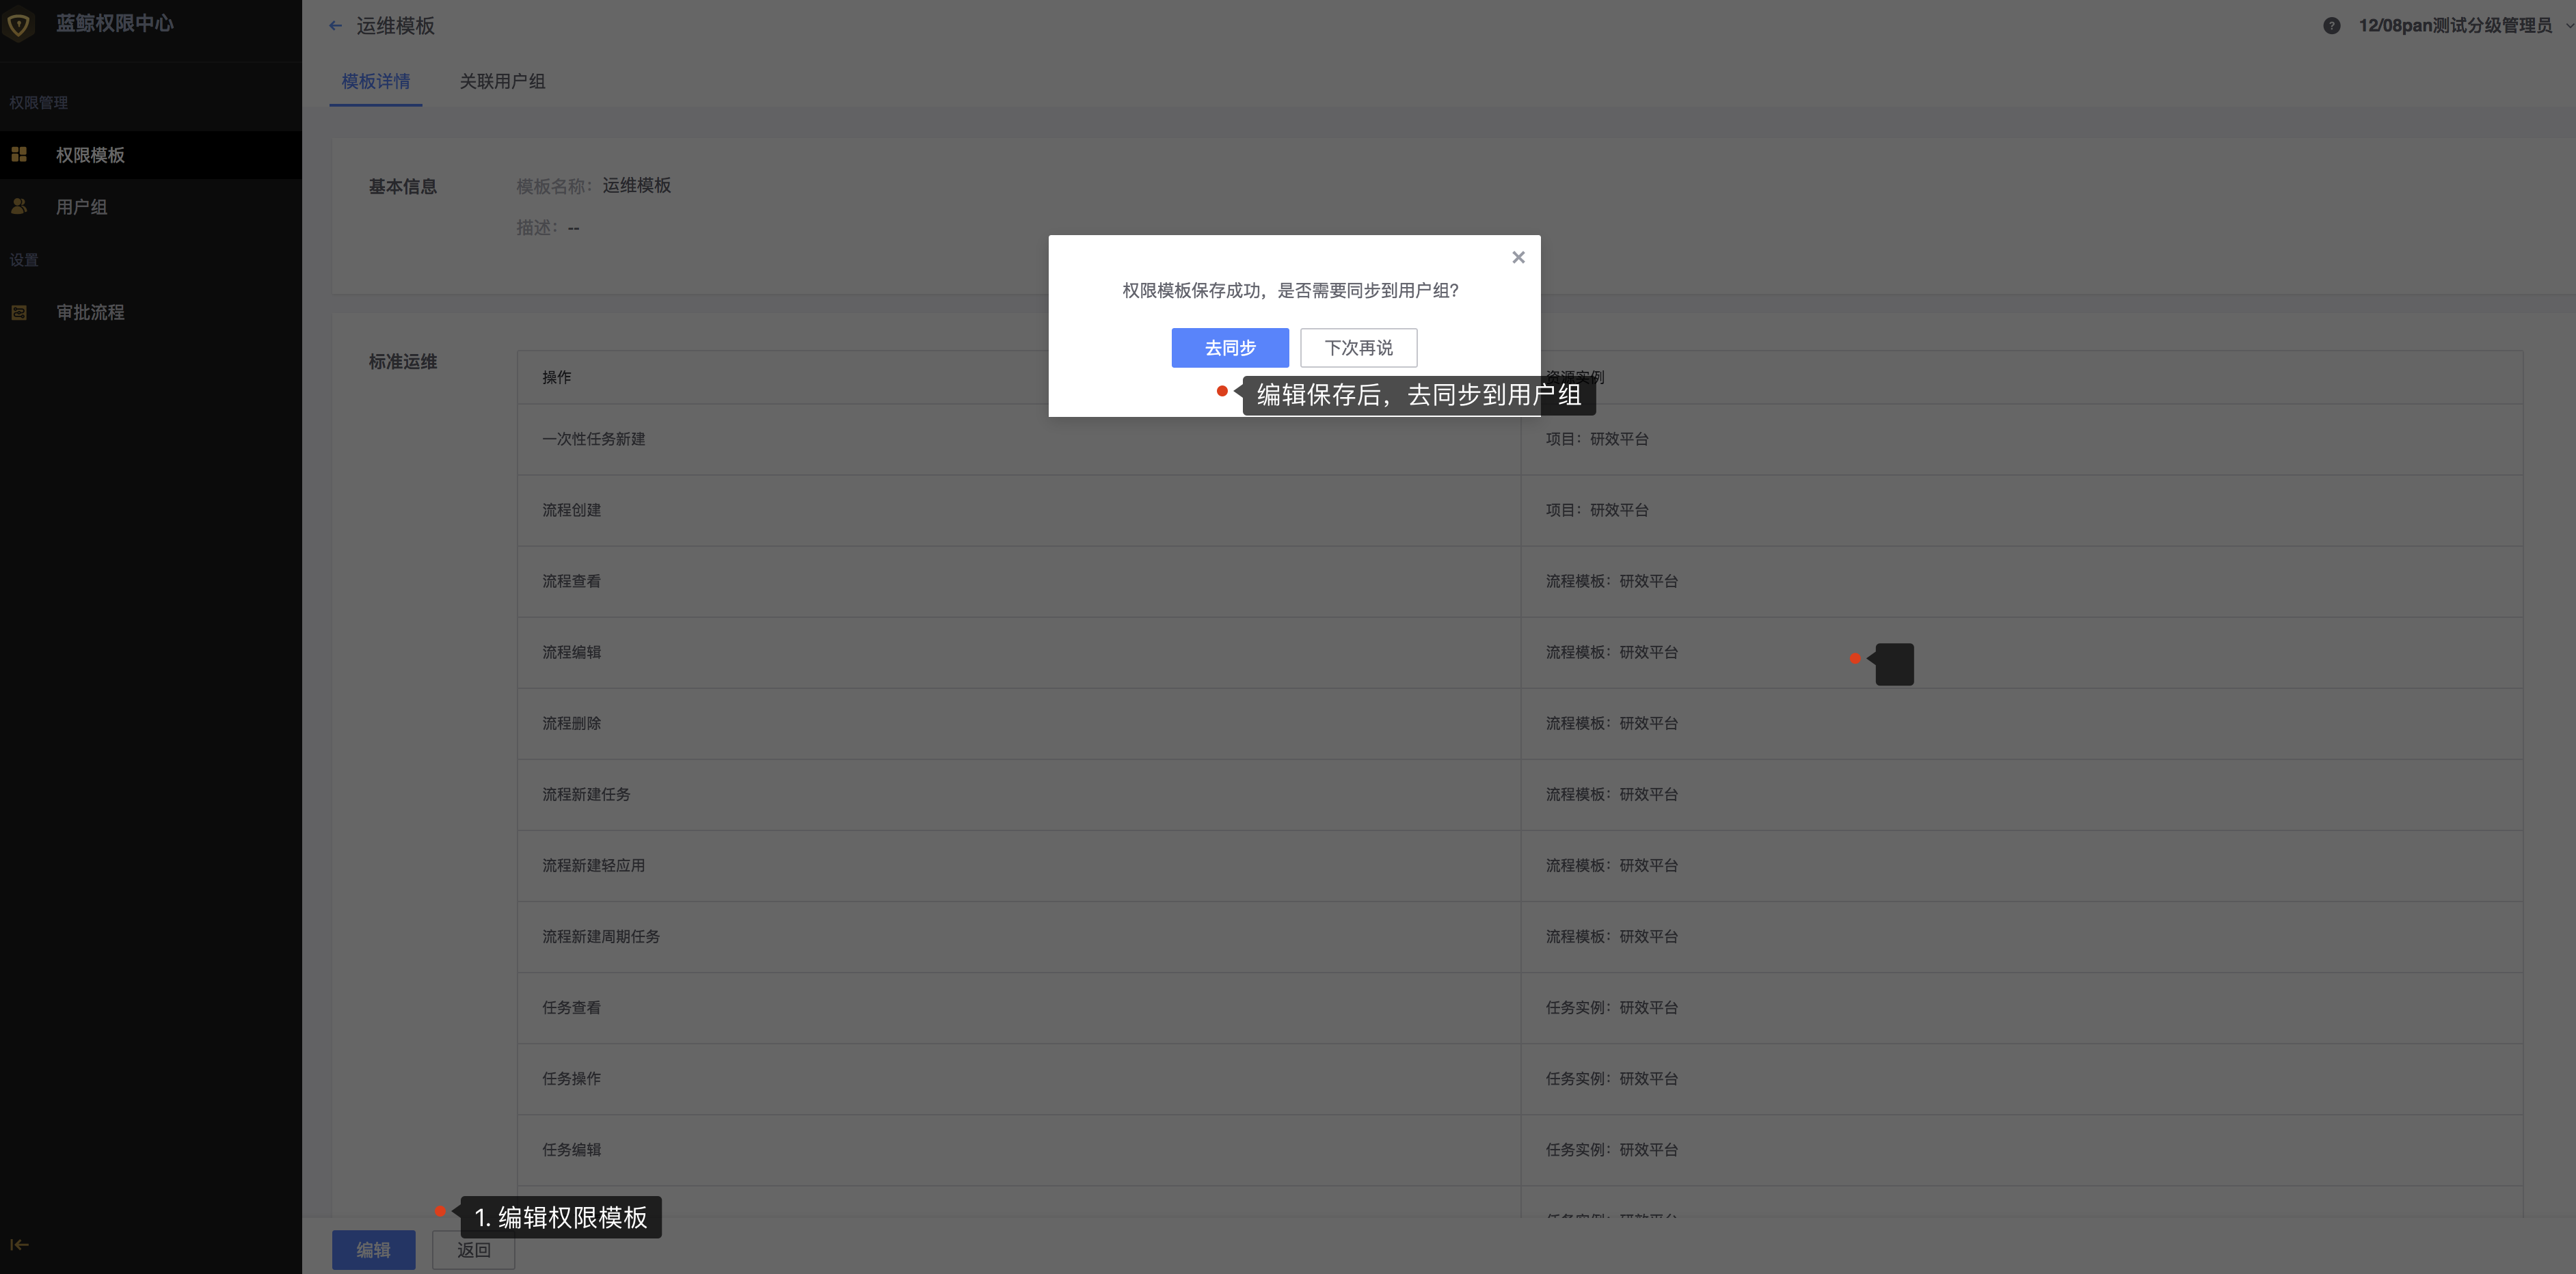 蓝鲸权限中心
运维模板
12/08pan测试分级管理员
模板详情
关联用户组
权限管理
权限模板
用户组
设置
审批流程
基本信息
模板名称：运维模板
描述：--
权限模板保存成功，是否需要同步到用户组？
去同步
下次再说
编辑保存后，去同步到用户组
标准运维
操作
资源实例
一次性任务新建
项目：研效平台
流程创建
项目：研效平台
流程查看
流程模板：研效平台
流程编辑
流程模板：研效平台
流程删除
流程模板：研效平台
流程新建任务
流程模板：研效平台
流程新建轻应用
流程模板：研效平台
流程新建周期任务
流程模板：研效平台
任务查看
任务实例：研效平台
任务操作
任务实例：研效平台
任务编辑
任务实例：研效平台
1. 编辑权限模板
编辑
返回